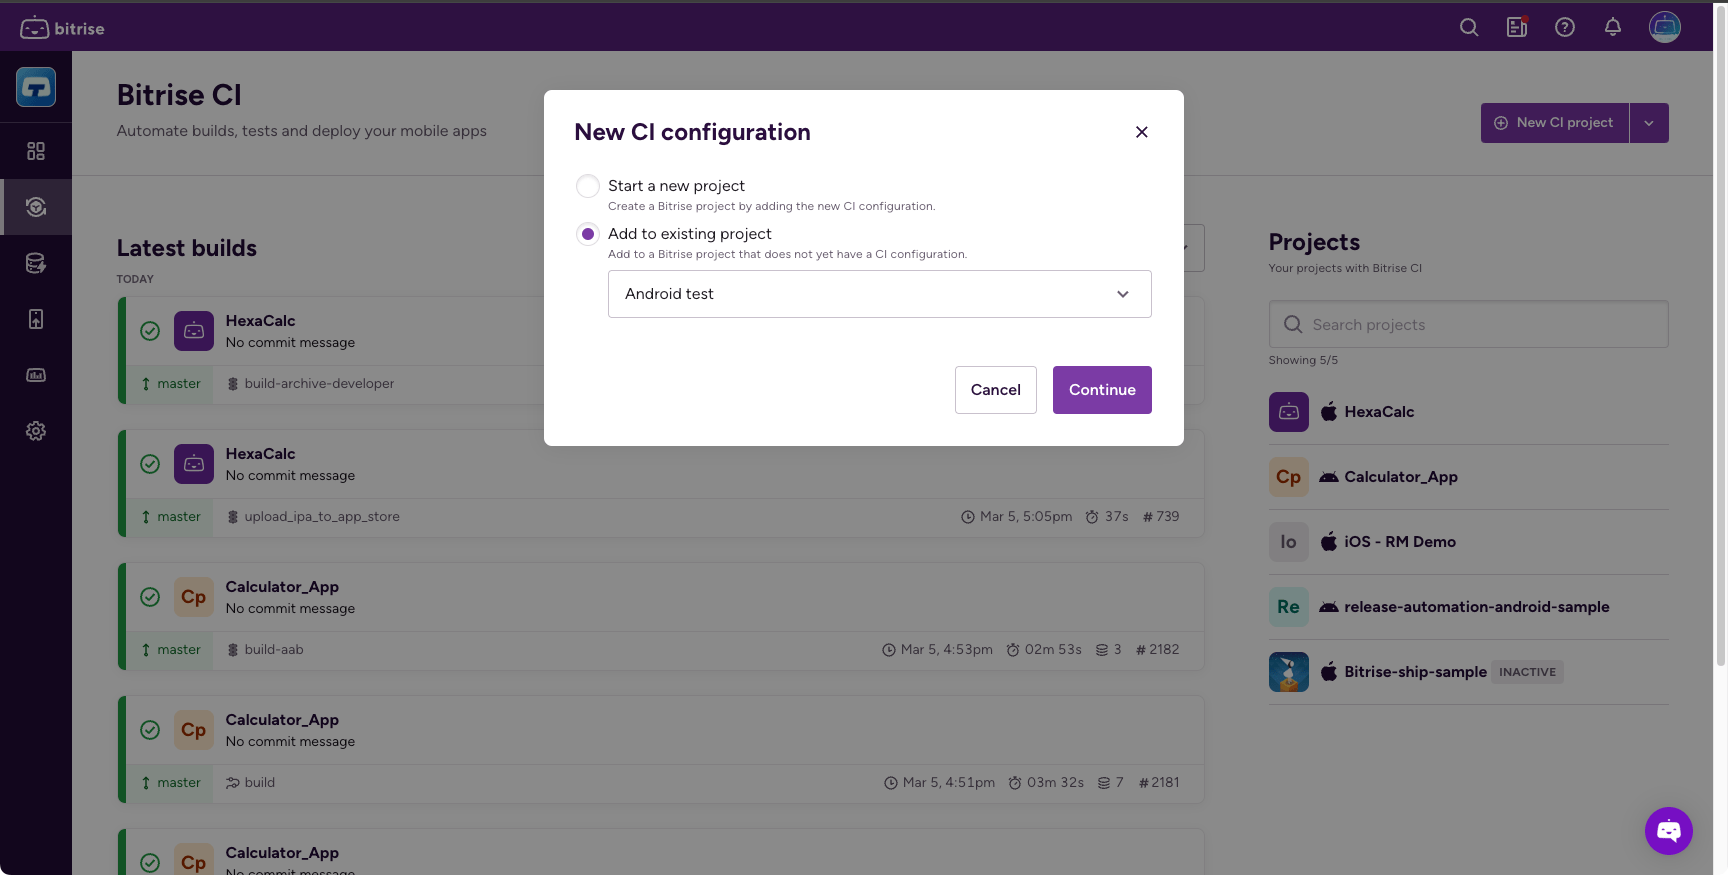 bitrise
Bitrise CI
Automate builds, tests and deploy your mobile apps
New CI project
New CI configuration
Start a new project
Create a Bitrise project by adding the new CI configuration.
Add to existing project
Add to a Bitrise project that does not yet have a CI configuration.
Android test
Cancel
Continue
Latest builds
TODAY
HexaCalc
No commit message
master
build-archive-developer
HexaCalc
No commit message
master
upload_ipa_to_app_store
Mar 5, 5:05pm 37s # 739
Calculator_App
No commit message
master
build-aab
Mar 5, 4:53pm 02m 53s 3 # 2182
Calculator_App
No commit message
master
build
Mar 5, 4:51pm 03m 32s 7 # 2181
Calculator_App
No commit message
Projects
Your projects with Bitrise CI
Search projects
Showing 5/5
HexaCalc
Calculator_App
iOS - RM Demo
release-automation-android-sample
Bitrise-ship-sample INACTIVE
Cp
Cp
Cp
Cp
Io
Re